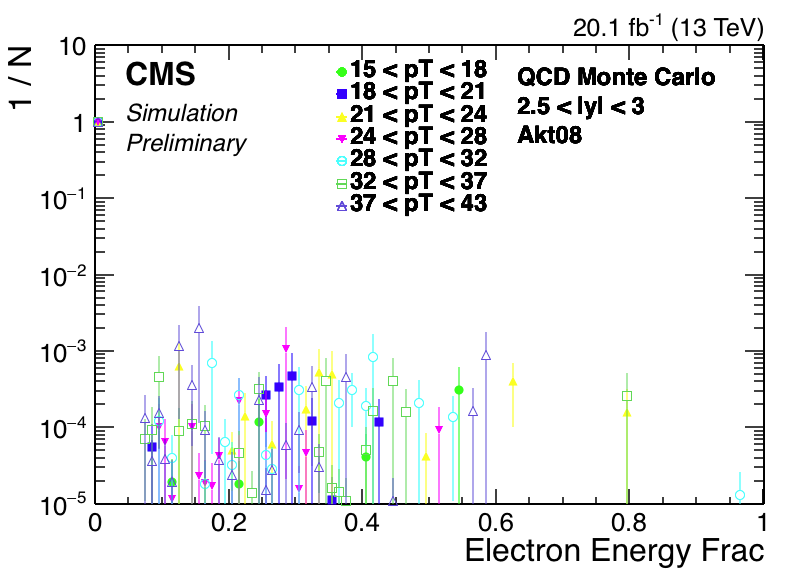 20.1 fb⁻¹ (13 TeV)
1 / N
10
1
10⁻¹
10⁻²
10⁻³
10⁻⁴
10⁻⁵
CMS
Simulation
Preliminary
15 < pT < 18
18 < pT < 21
21 < pT < 24
24 < pT < 28
28 < pT < 32
32 < pT < 37
37 < pT < 43
QCD Monte Carlo
2.5 < lyl < 3
Akt08
0 0.2 0.4 0.6 0.8 1
Electron Energy Frac